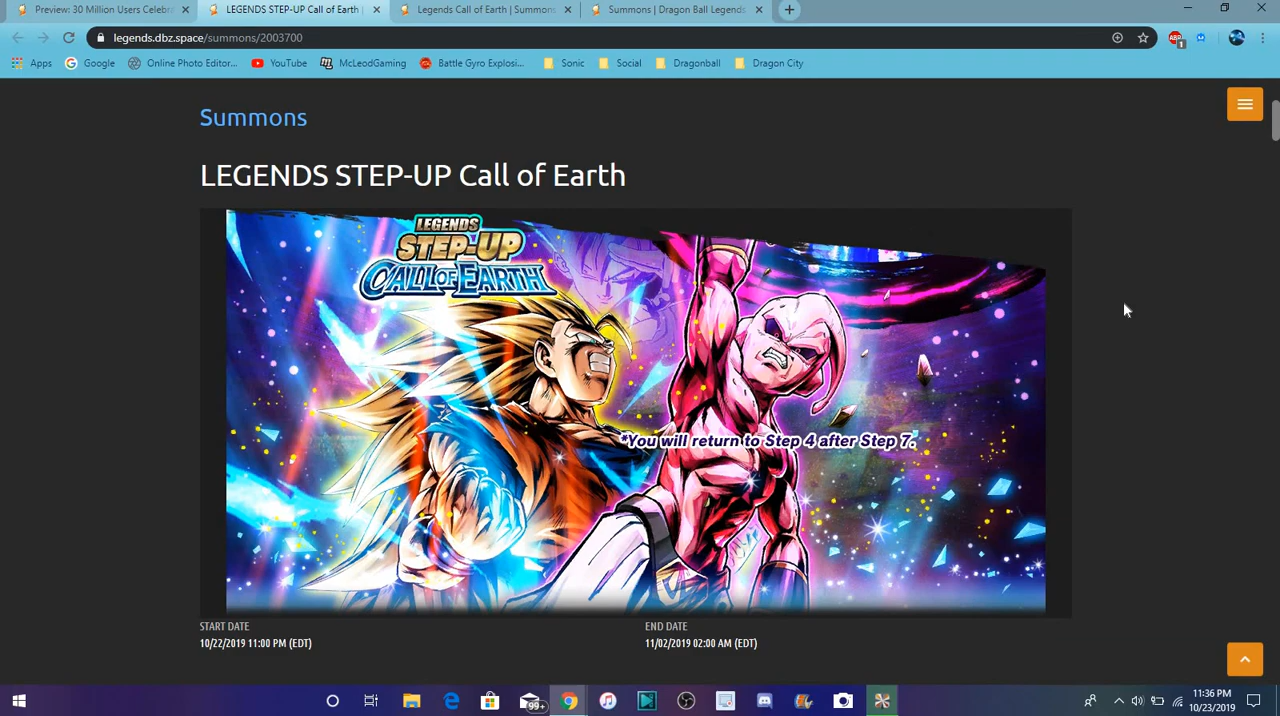 Preview: 30 Million Users Celebr
LEGENDS STEP-UP Call of Earth |
Legends Call of Earth | Summons
Summons | Dragon Ball Legends
legends.dbz.space/summons/2003700
ABP
1
Apps
Google
Online Photo Editor...
YouTube
McLeodGaming
Battle Gyro Explosi...
Sonic
Social
Dragonball
Dragon City
Summons
LEGENDS STEP-UP Call of Earth
LEGENDS
STEP-UP
CALL OF EARTH
*You will return to Step 4 after Step 7.
START DATE
10/22/2019 11:00 PM (EDT)
END DATE
11/02/2019 02:00 AM (EDT)
99+
11:36 PM
10/23/2019